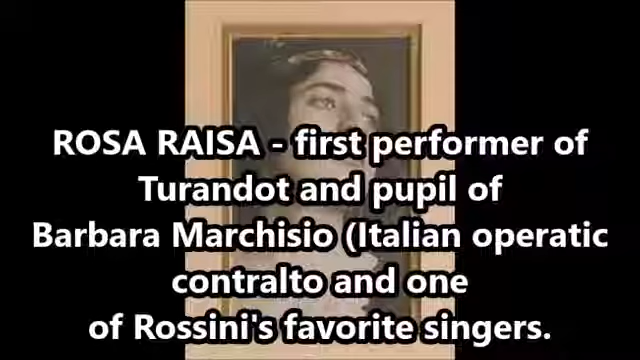 ROSA RAISA - first performer of
Turandot and pupil of
Barbara Marchisio (Italian operatic
contralto and one
of Rossini's favorite singers.